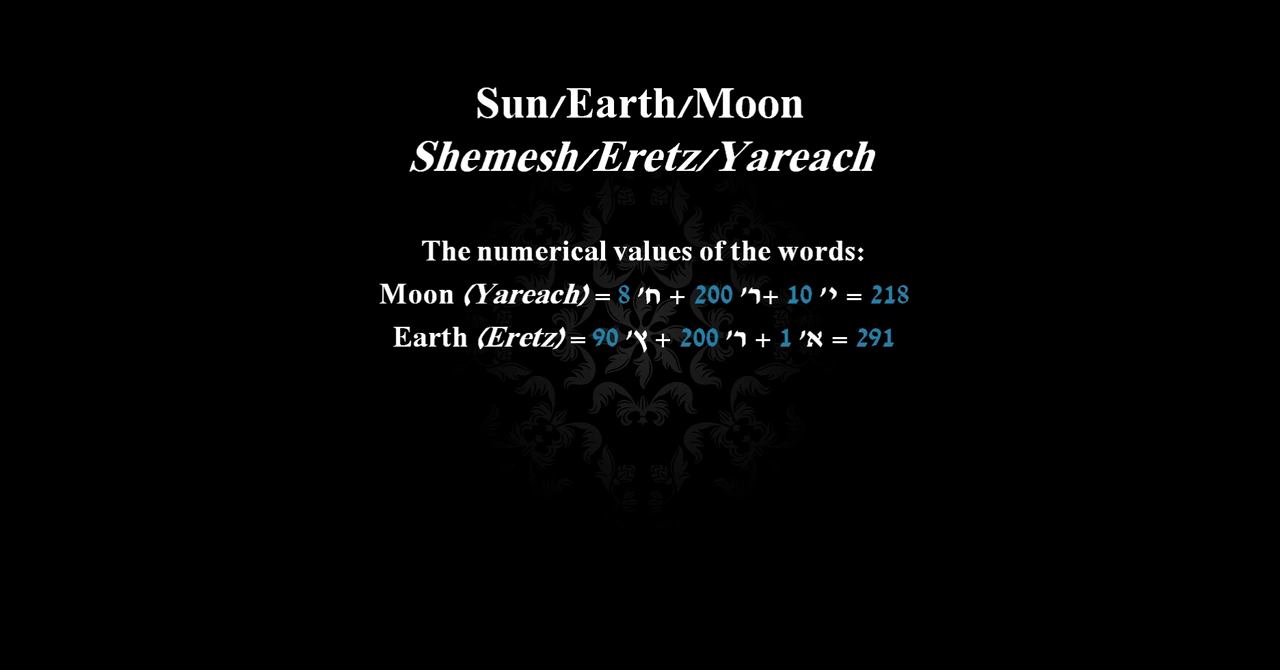 Sun/Earth/Moon
Shemesh/Eretz/Yareach
The numerical values of the words:
Moon (Yareach) = 8 ח׳ + 200 ר׳+ 10 י׳ = 218
Earth (Eretz) = 90 ץ׳ + 200 ר׳ + 1 א׳ = 291